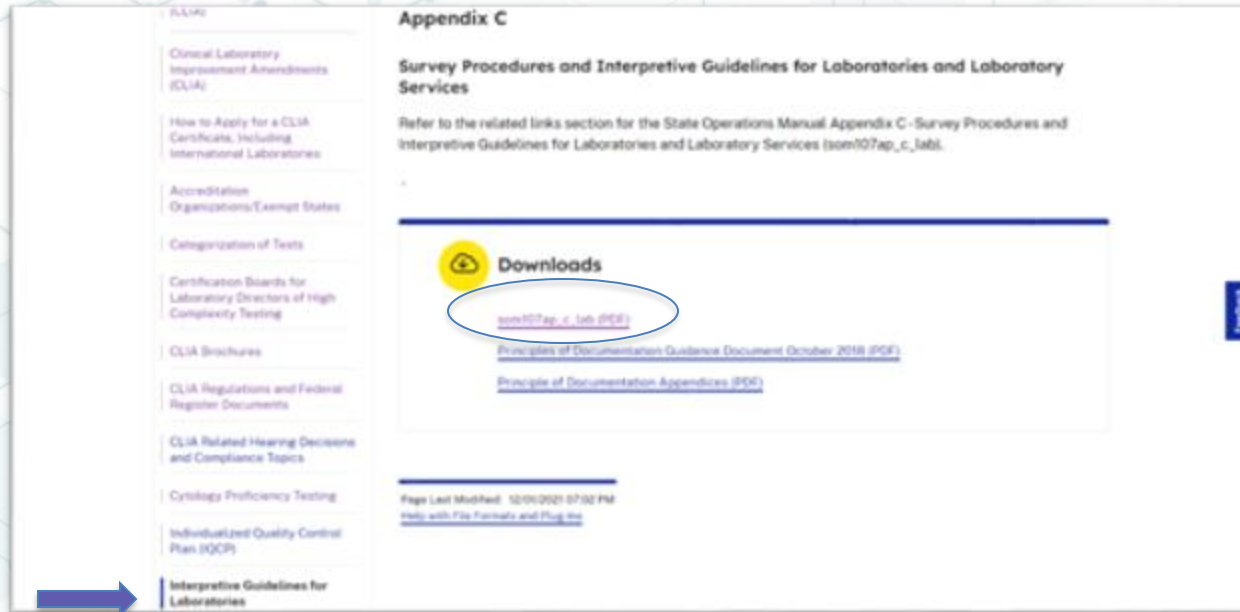 (CLIA)
Clinical Laboratory
Improvement Amendments
(CLIA)
How to Apply for a CLIA
Certificate, Including
International Laboratories
Accreditation
Organizations/Exempt States
Categorization of Tests
Certification Boards for
Laboratory Directors of High
Complexity Testing
CLIA Brochures
CLIA Regulations and Federal
Register Documents
CLIA Related Hearing Decisions
and Compliance Topics
Cytology Proficiency Testing
Individualized Quality Control
Plan (IQCP)
Interpretive Guidelines for
Laboratories
Appendix C
Survey Procedures and Interpretive Guidelines for Laboratories and Laboratory
Services
Refer to the related links section for the State Operations Manual Appendix C-Survey Procedures and
Interpretive Guidelines for Laboratories and Laboratory Services (som107ap_c_lab).
.
Downloads
som107ap_c_lab (PDF)
Principles of Documentation Guidance Document October 2018 (PDF)
Principle of Documentation Appendices (PDF)
Page Last Modified: 12/01/2021 07:02 PM
Help with File Formats and Plug-Ins